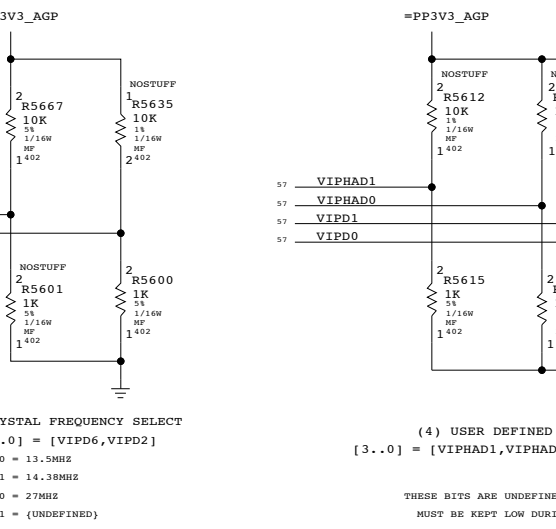 3V3_AGP
2
R5667
10K
5%
1/16W
MF
402
1
NOSTUFF
1
R5635
10K
1%
1/16W
MF
402
2
NOSTUFF
2
R5601
1K
5%
1/16W
MF
402
1
2
R5600
1K
5%
1/16W
MF
402
1
YSTAL FREQUENCY SELECT
.0] = [VIPD6,VIPD2]
0 = 13.5MHZ
1 = 14.38MHZ
0 = 27MHZ
1 = {UNDEFINED}
=PP3V3_AGP
NOSTUFF
2
R5612
10K
1%
1/16W
MF
402
1
N
2
1
57 VIPHAD1
57 VIPHAD0
57 VIPD1
57 VIPD0
2
R5615
1K
5%
1/16W
MF
402
1
2
1
(4) USER DEFINED
[3..0] = [VIPHAD1,VIPHAD
THESE BITS ARE UNDEFINE
MUST BE KEPT LOW DURI